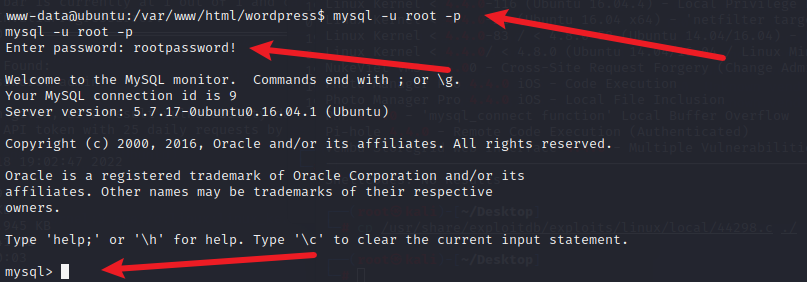 www-data@ubuntu:/var/www/html/wordpress$ mysql -u root -p
mysql -u root -p
Enter password: rootpassword!

Welcome to the MySQL monitor.  Commands end with ; or \g.
Your MySQL connection id is 9
Server version: 5.7.17-0ubuntu0.16.04.1 (Ubuntu)

Copyright (c) 2000, 2016, Oracle and/or its affiliates. All rights reserved.

Oracle is a registered trademark of Oracle Corporation and/or its
affiliates. Other names may be trademarks of their respective
owners.

Type 'help;' or '\h' for help. Type '\c' to clear the current input statement.

mysql>